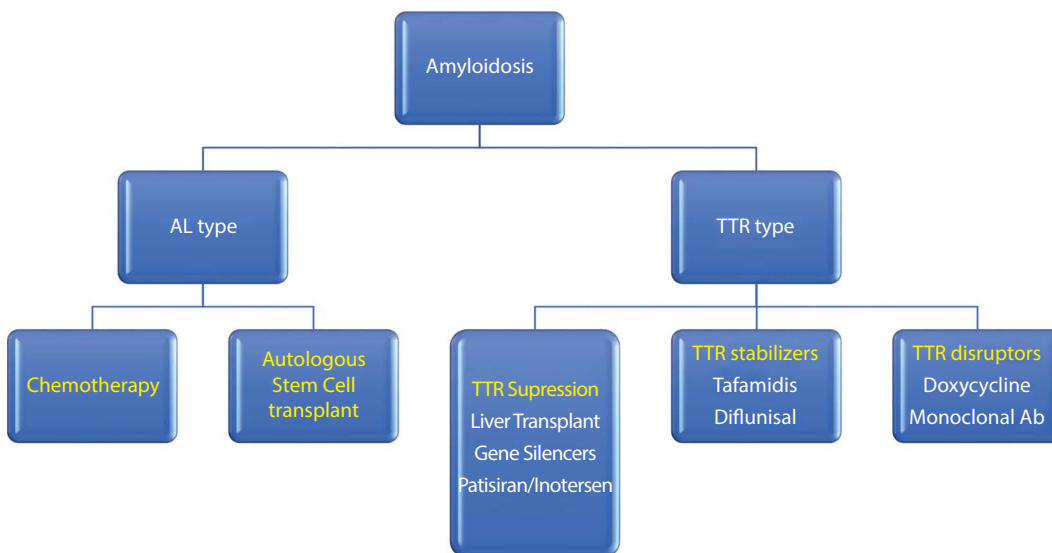 Amyloidosis
AL type
TTR type
Chemotherapy
Autologous
Stem Cell
transplant
TTR Supression
Liver Transplant
Gene Silencers
Patisiran/Inotersen
TTR stabilizers
Tafamidis
Diflunisal
TTR disruptors
Doxycycline
Monoclonal Ab